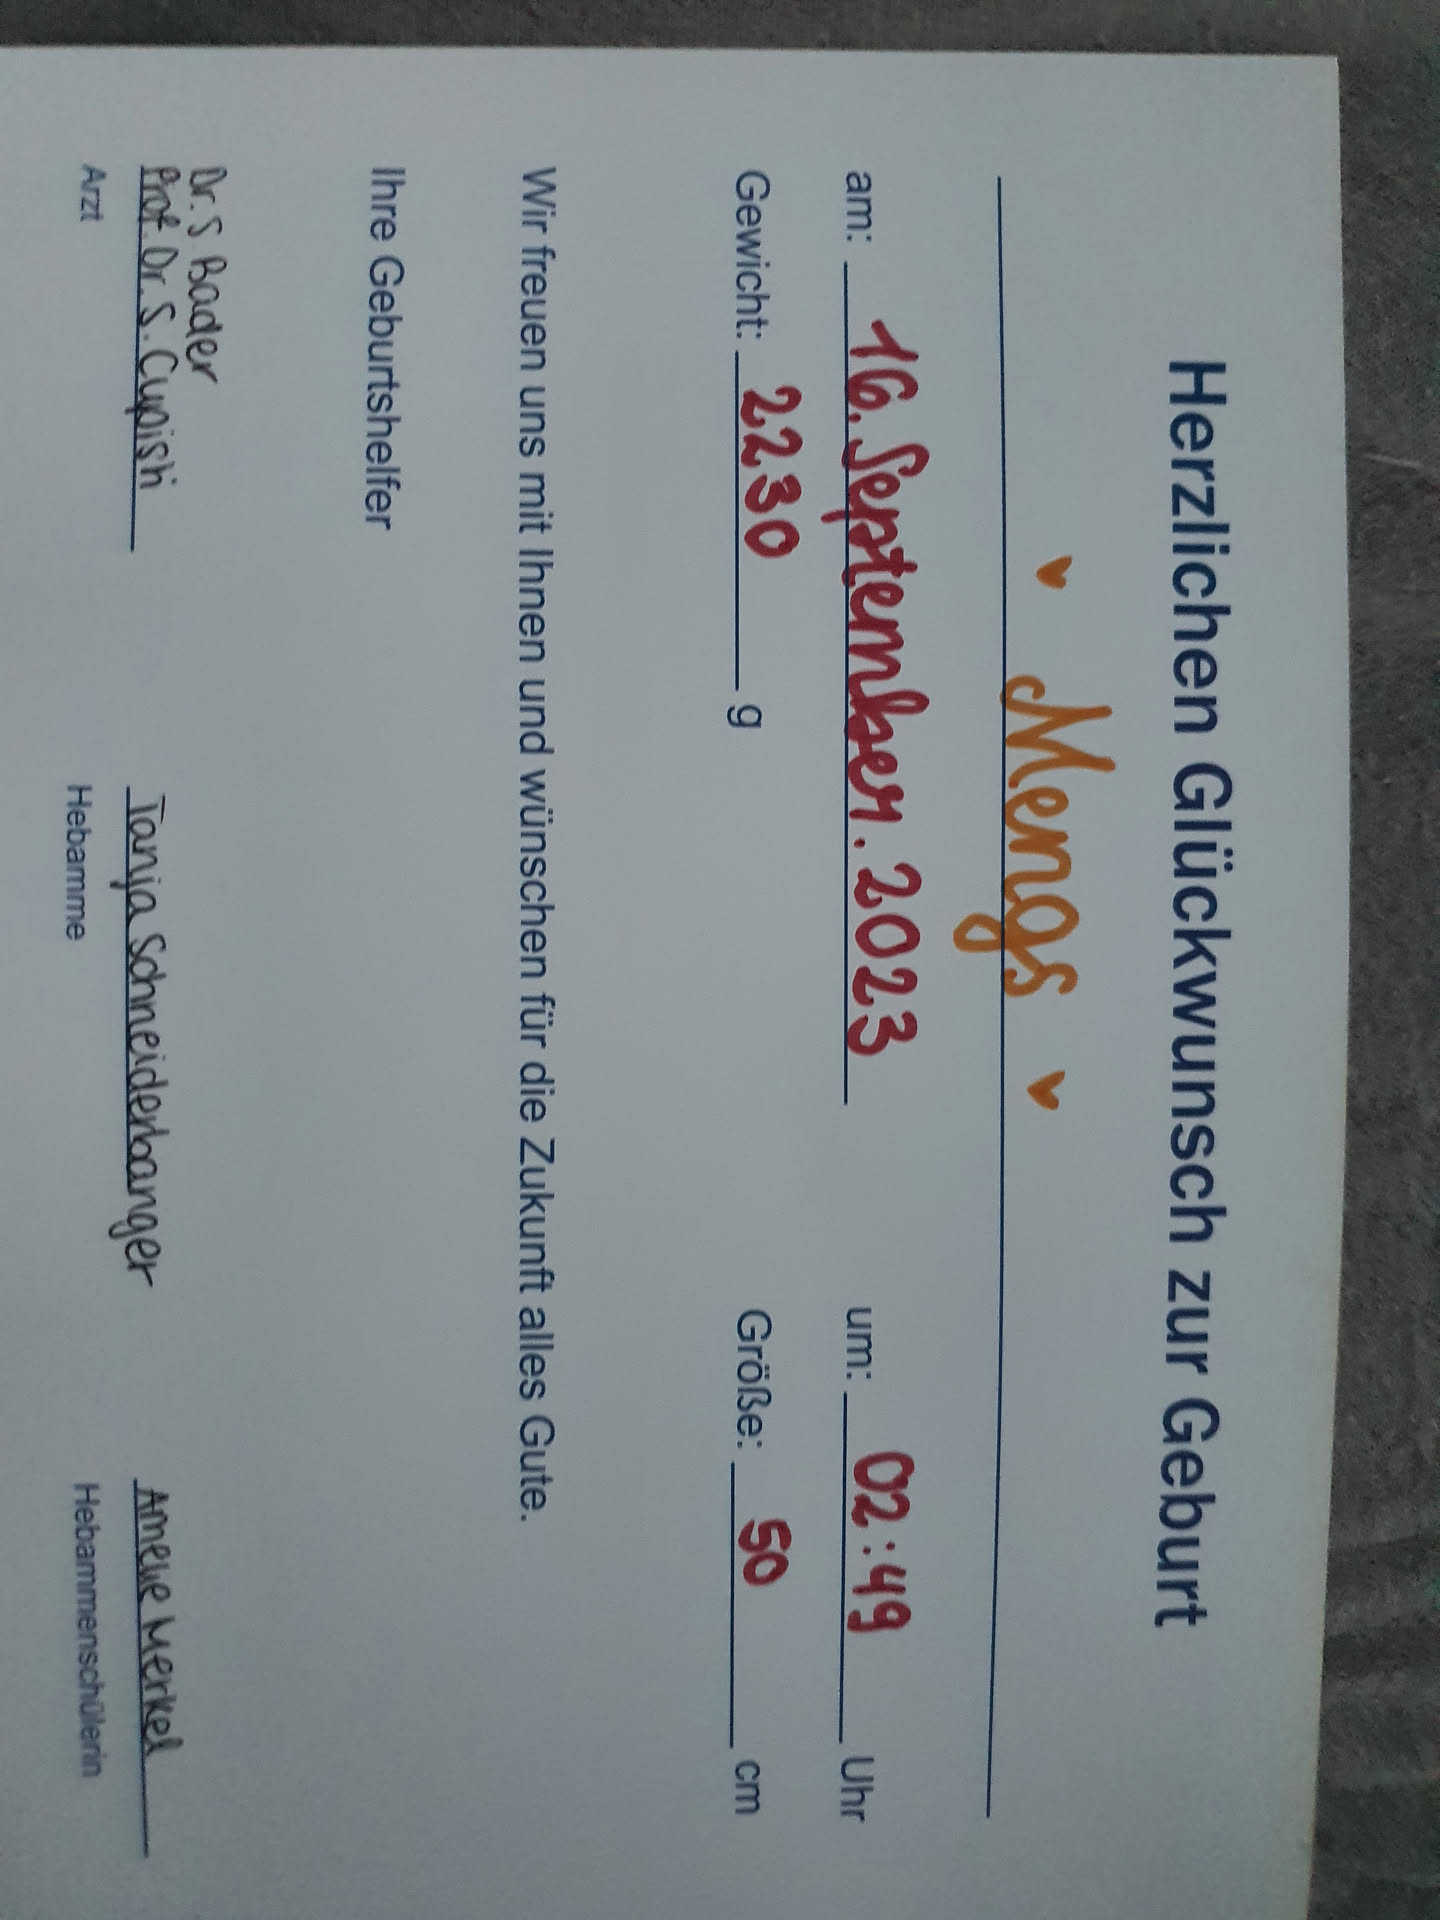 Herzlichen Glückwunsch zur Geburt
Mengs
am: 16. September. 2023 um: 02:49 Uhr
Gewicht: 2230 g Größe: 50 cm
Wir freuen uns mit Ihnen und wünschen für die Zukunft alles Gute.
Ihre Geburtshelfer
Dr. S Bader
Prof. Dr. S. Cupisti Tanja Schneiderbanger Merkel
Arzt Hebamme Hebammenschülerin